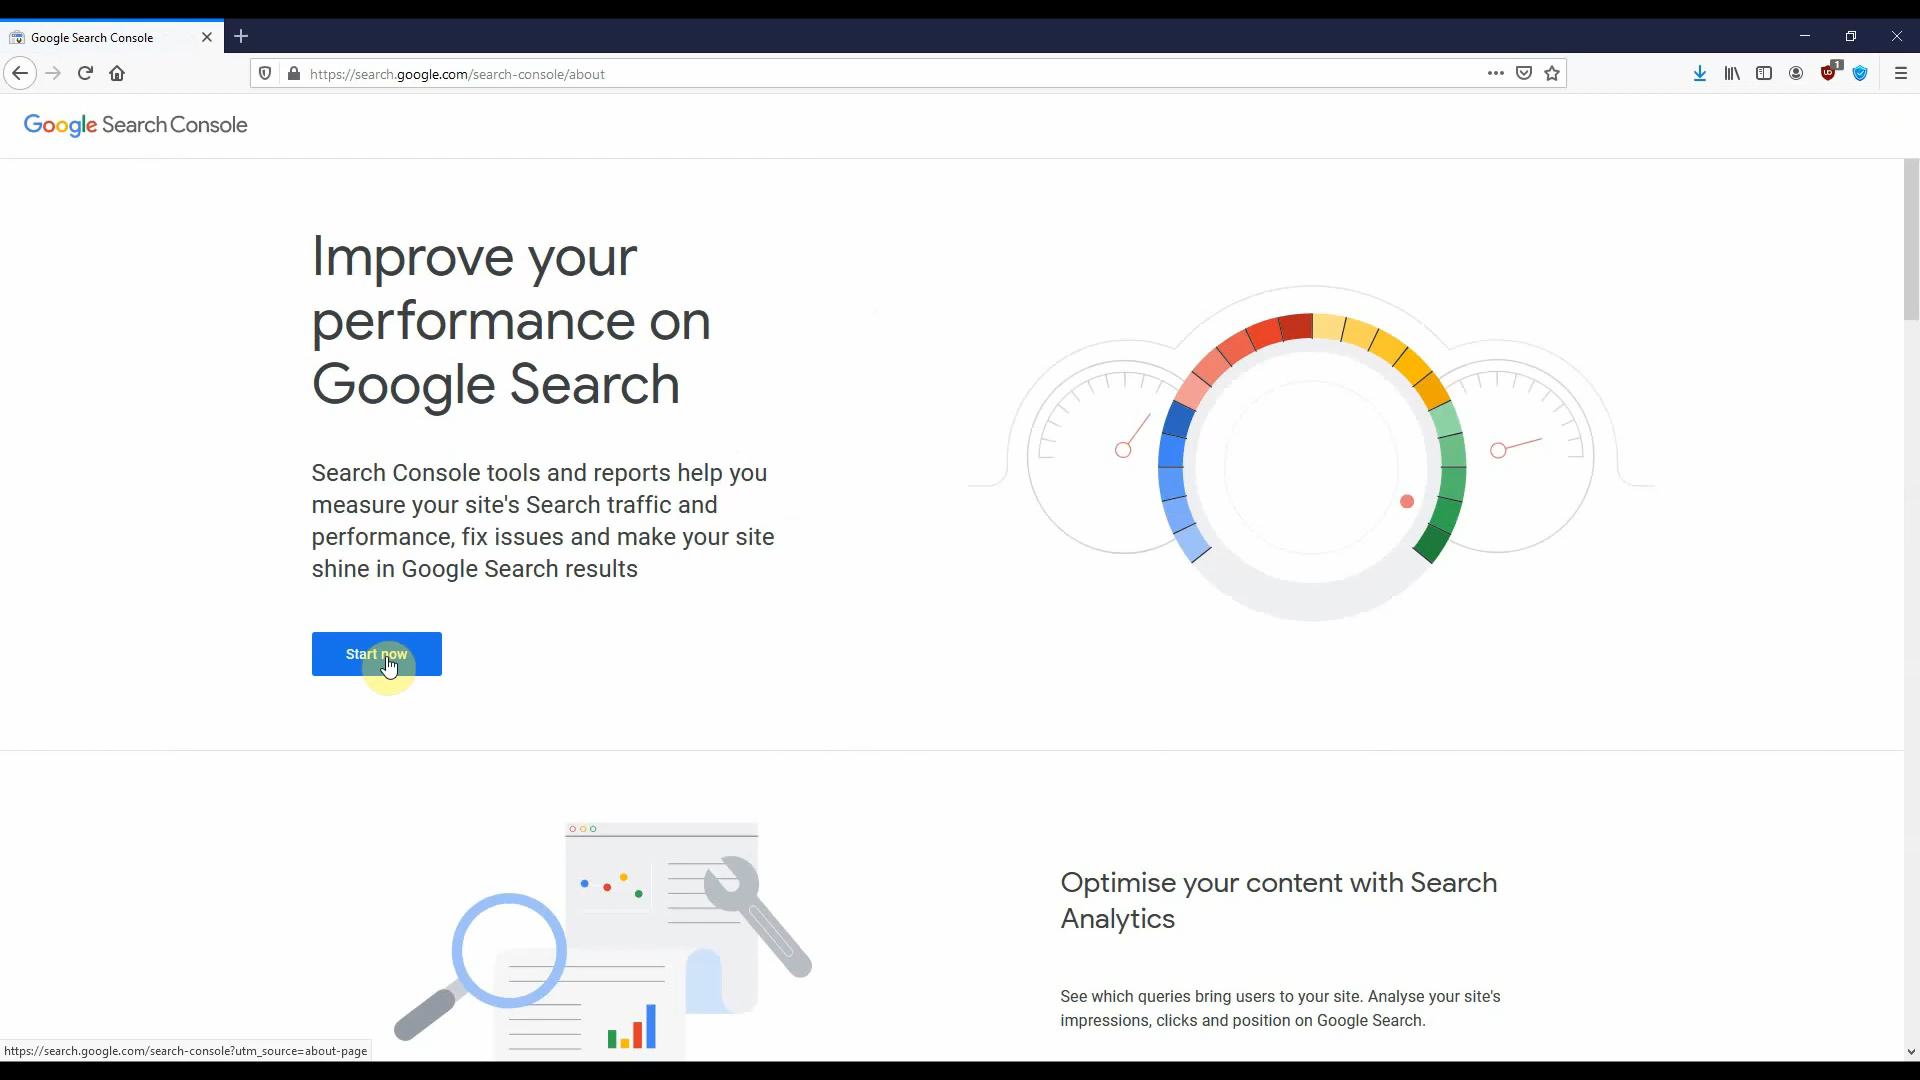 Google Search Console
https://search.google.com/search-console/about
1
Google Search Console
Improve your
performance on
Google Search
Search Console tools and reports help you
measure your site's Search traffic and
performance, fix issues and make your site
shine in Google Search results
Start now
Optimise your content with Search
Analytics
See which queries bring users to your site. Analyse your site's
impressions, clicks and position on Google Search.
https://search.google.com/search-console?utm_source=about-page